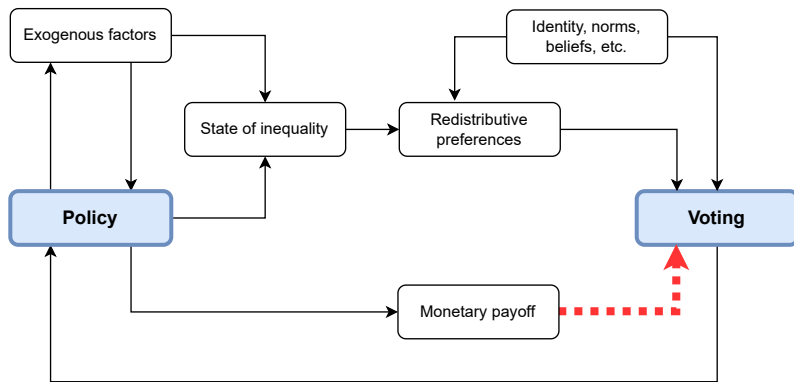 Exogenous factors
Identity, norms,
beliefs, etc.
State of inequality
Redistributive
preferences
Policy
Voting
Monetary payoff